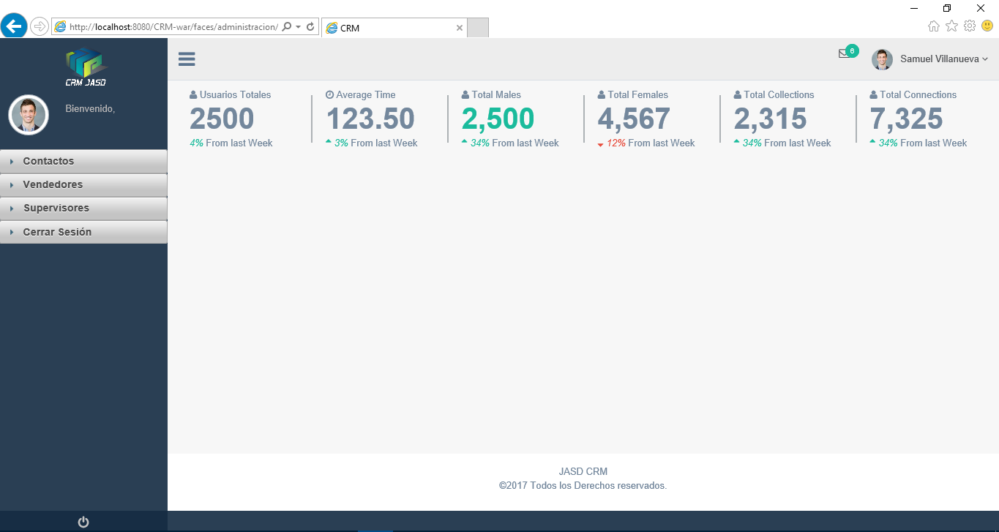 http://localhost:8080/CRM-war/faces/administracion/
CRM
CRM JASD
Bienvenido,
Contactos
Vendedores
Supervisores
Cerrar Sesión
6
Samuel Villanueva
Usuarios Totales
2500
4% From last Week
Average Time
123.50
3% From last Week
Total Males
2,500
34% From last Week
Total Females
4,567
12% From last Week
Total Collections
2,315
34% From last Week
Total Connections
7,325
34% From last Week
JASD CRM
©2017 Todos los Derechos reservados.